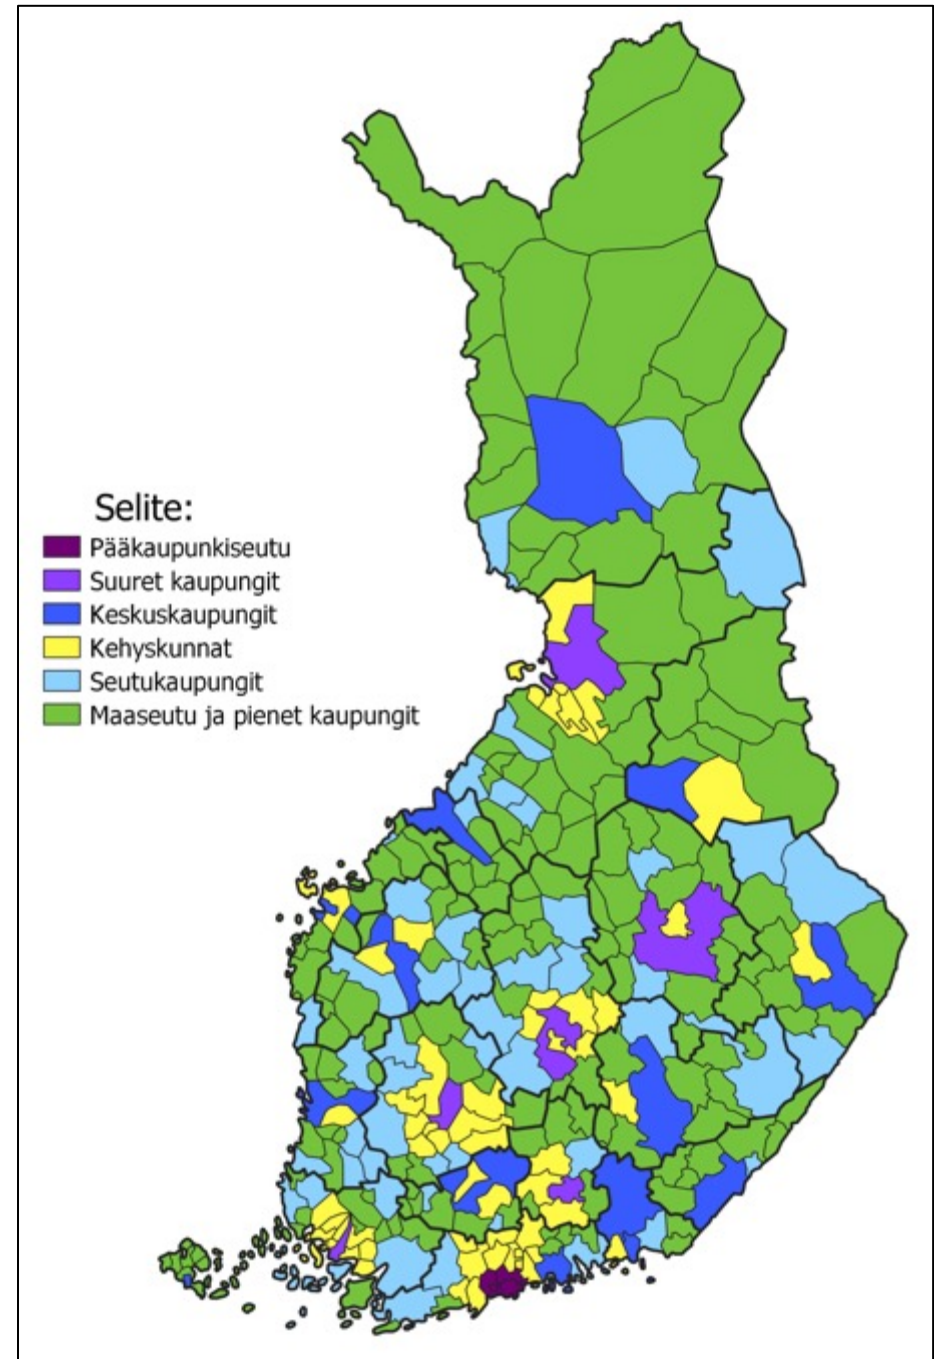 Selite:
Pääkaupunkiseutu
Suuret kaupungit
Keskuskaupungit
Kehyskunnat
Seutukaupungit
Maaseutu ja pienet kaupungit